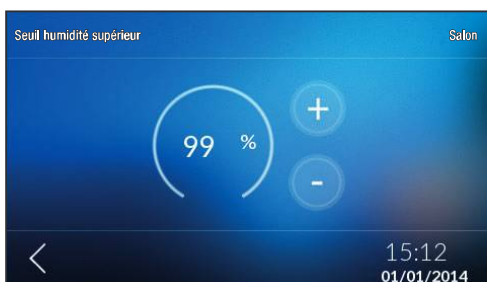 Seuil humidité supérieur
Salon
99 %
+
-
15:12
01/01/2014